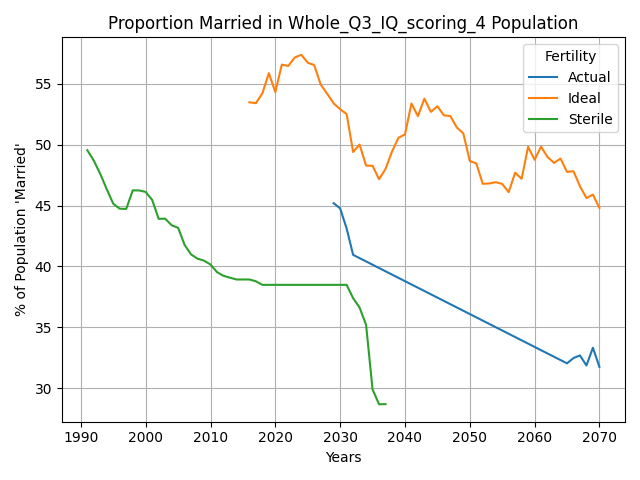 Proportion Married in Whole_Q3_IQ_scoring_4 Population
Fertility
Actual
Ideal
Sterile
% of Population 'Married'
55
50
45
40
35
30
1990 2000 2010 2020 2030 2040 2050 2060 2070
Years